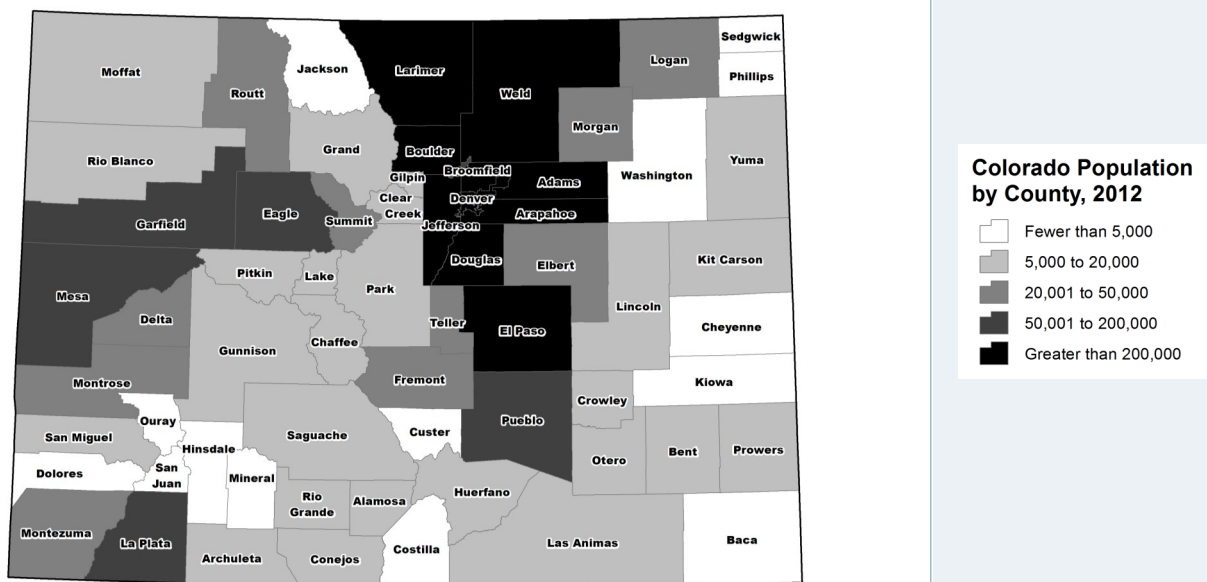 Sedgwick
Moffat
Jackson
Larimer
Logan
Phillips
Routt
Weld
Morgan
Rio Blanco
Grand
Boulder
Yuma
Gilpin
Broomfield
Washington
Adams
Clear
Creek
Denver
Eagle
Summit
Arapahoe
Garfield
Jefferson
Pitkin
Lake
Douglas
Elbert
Kit Carson
Mesa
Park
Lincoln
Delta
Teller
El Paso
Cheyenne
Gunnison
Chaffee
Montrose
Fremont
Kiowa
Crowley
Ouray
Pueblo
San Miguel
Saguache
Custer
Hinsdale
Bent
Prowers
Otero
Dolores
San
Juan
Mineral
Rio
Grande
Alamosa
Huerfano
Montezuma
La Plata
Archuleta
Conejos
Costilla
Las Animas
Baca
Colorado Population
by County, 2012
Fewer than 5,000
5,000 to 20,000
20,001 to 50,000
50,001 to 200,000
Greater than 200,000